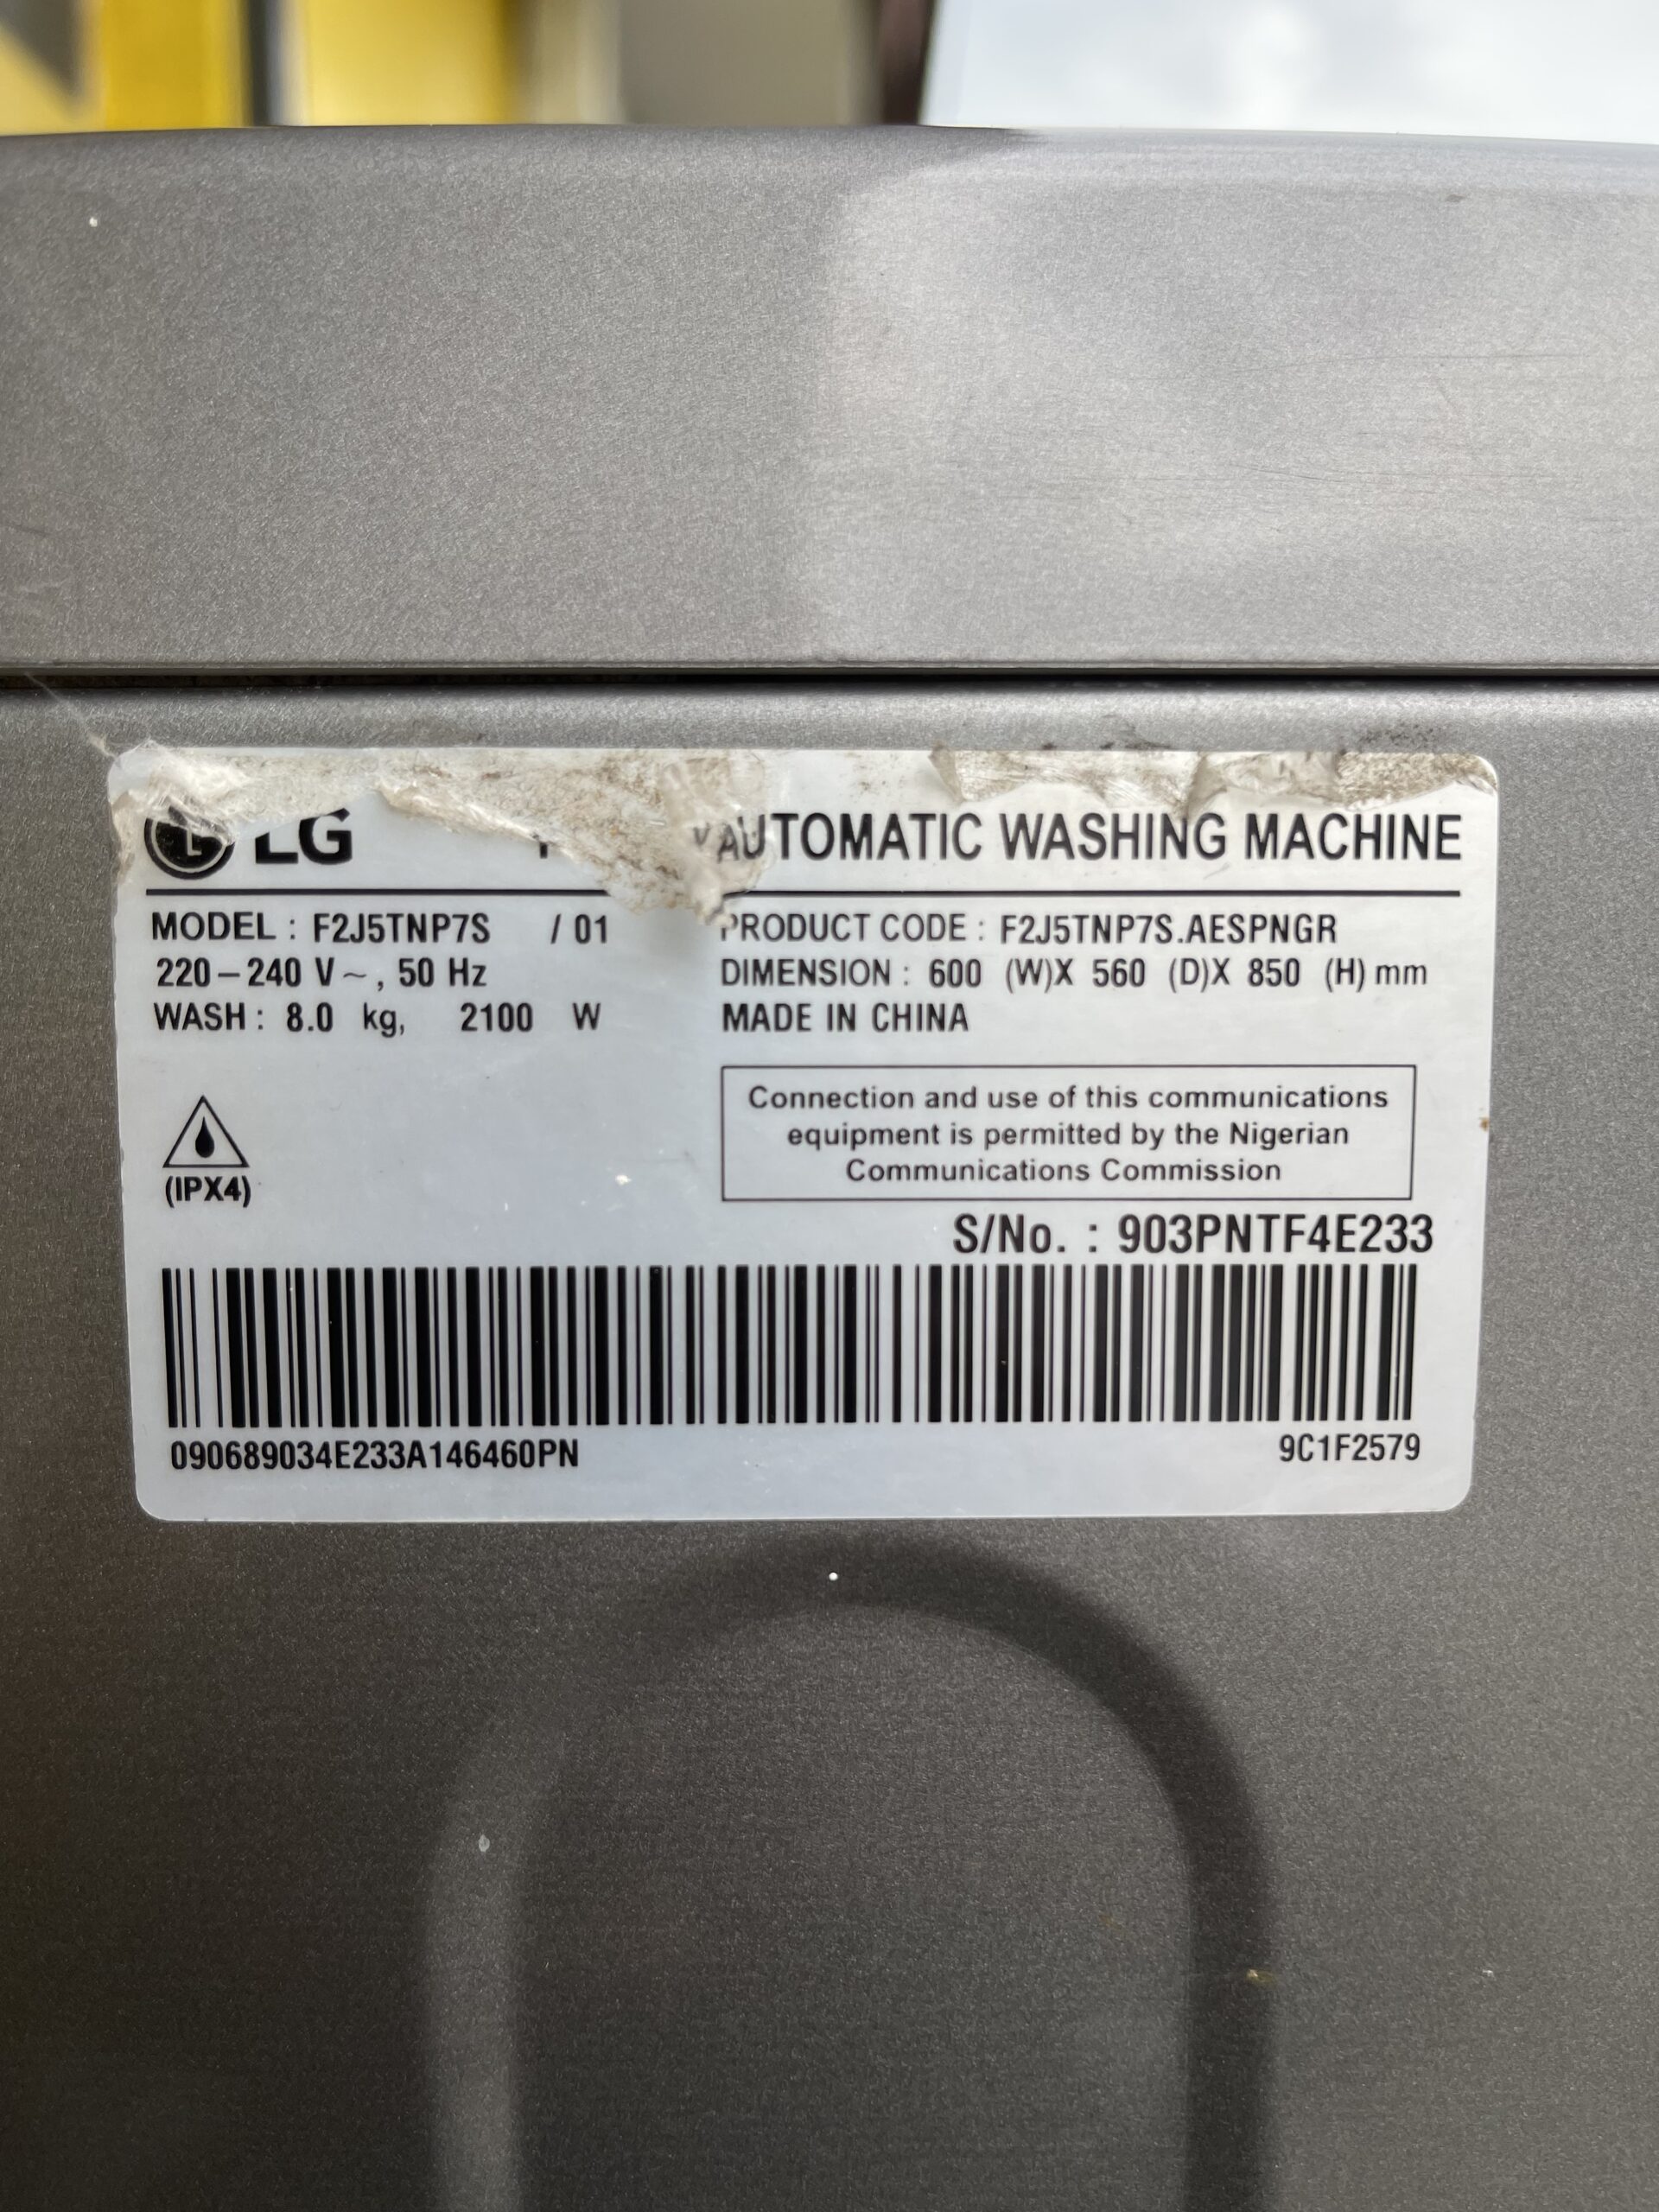 LG AUTOMATIC WASHING MACHINE
MODEL : F2J5TNP7S / 01
220–240 V~, 50 Hz
WASH : 8.0 kg, 2100 W
PRODUCT CODE : F2J5TNP7S.AESPNGR
DIMENSION : 600 (W)X 560 (D)X 850 (H) mm
MADE IN CHINA
(IPX4)
Connection and use of this communications
equipment is permitted by the Nigerian
Communications Commission
S/No. : 903PNTF4E233
090689034E233A146460PN
9C1F2579